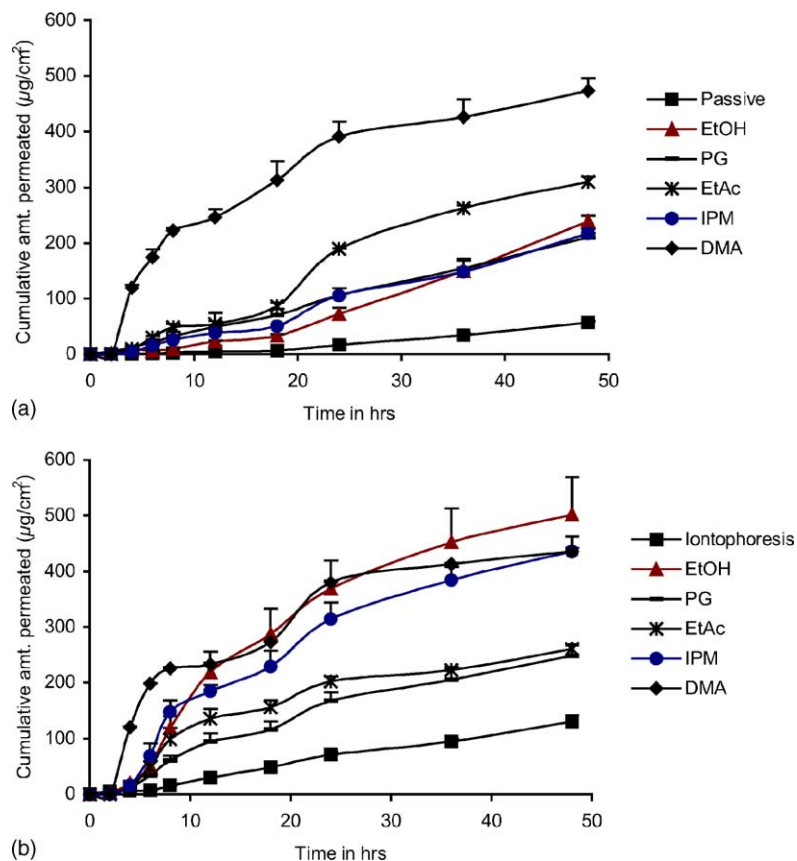 600
500
400
300
200
100
0
Cumulative amt. permeated (µg/cm²)
0 10 20 30 40 50
Time in hrs
Passive
EtOH
PG
EtAc
IPM
DMA
(a)
600
500
400
300
200
100
0
Cumulative amt. permeated (µg/cm²)
0 10 20 30 40 50
Time in hrs
Iontophoresis
EtOH
PG
EtAc
IPM
DMA
(b)